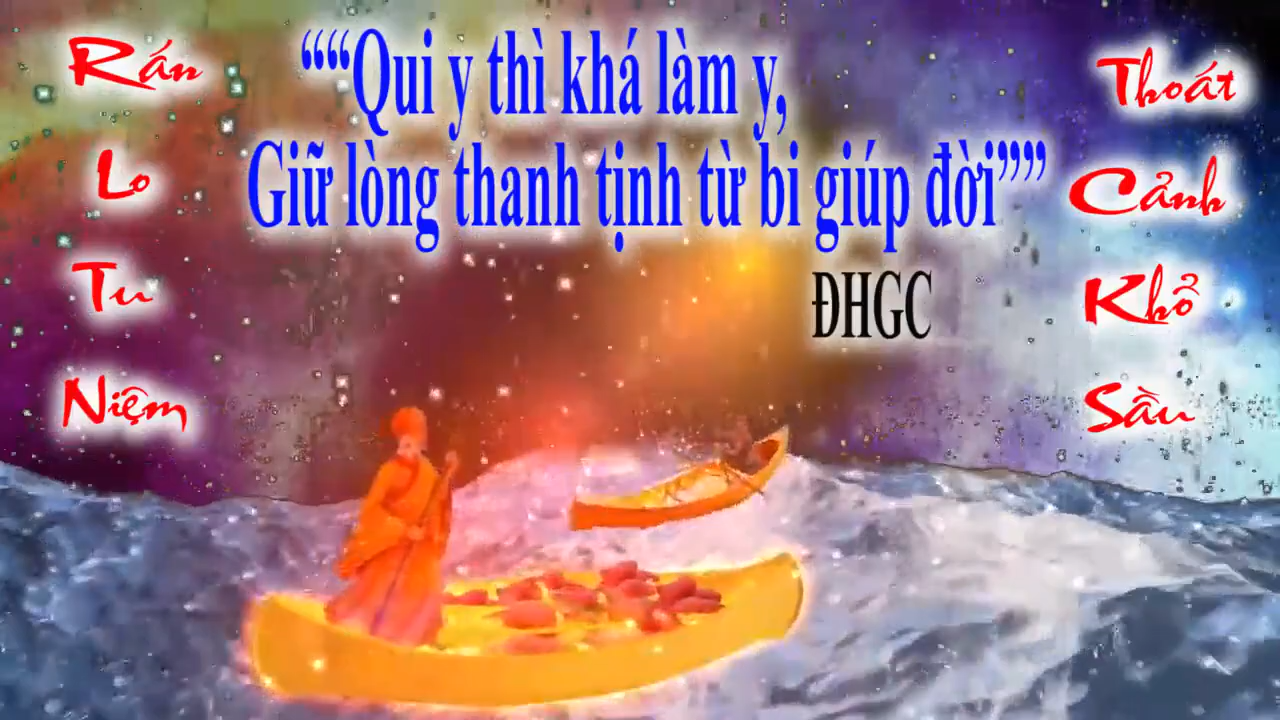 Rán
Lo
Tu
Niệm
““Qui y thì khá làm y,
Giữ lòng thanh tịnh từ bi giúp đời””
ĐHGC
Thoát
Cảnh
Khổ
Sầu